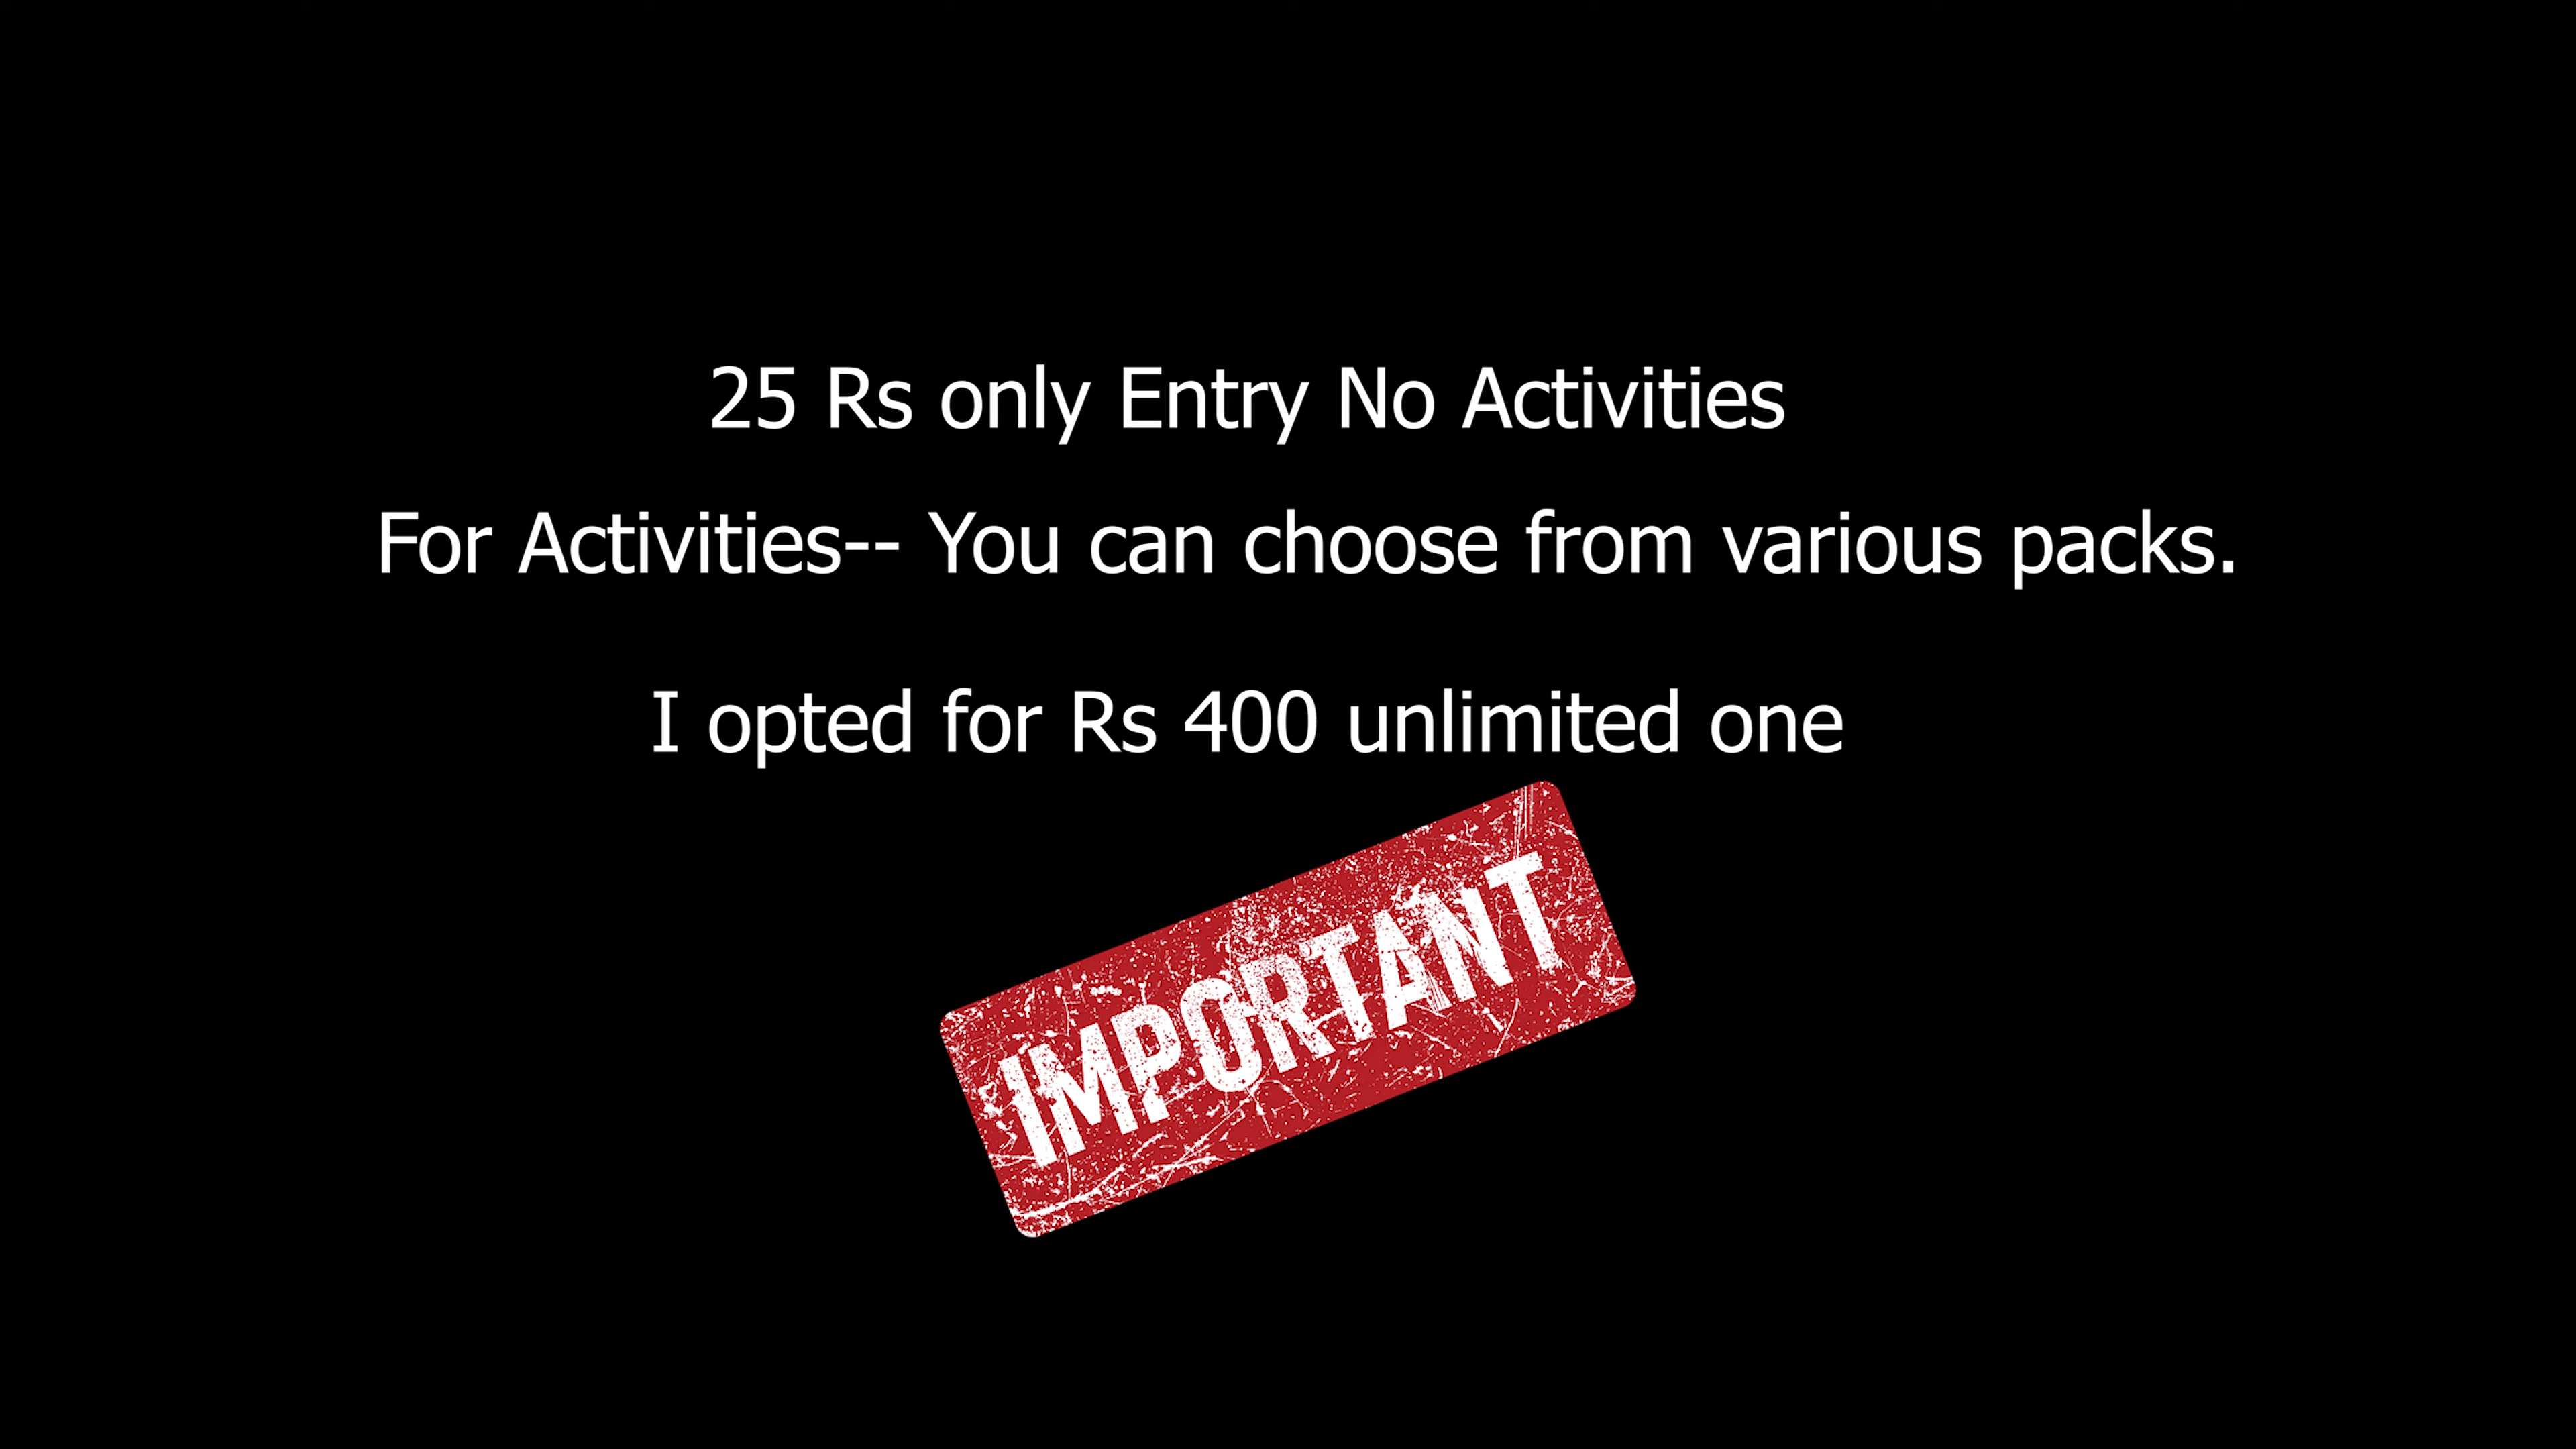 25 Rs only Entry No Activities
For Activities-- You can choose from various packs.
I opted for Rs 400 unlimited one
IMPORTANT